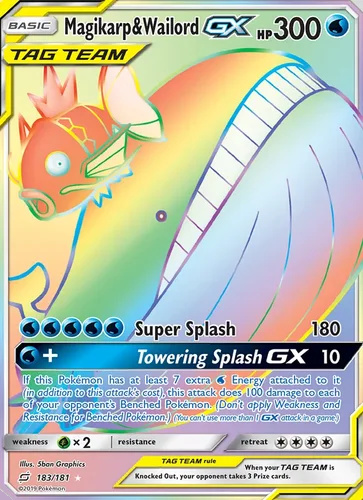 BASIC Magikarp&Wailord GX HP300
TAG TEAM
Super Splash 180
+ Towering Splash GX 10
If this Pokémon has at least 7 extra Energy attached to it
(in addition to this attack's cost), this attack does 100 damage to each
of your opponent's Benched Pokémon. (Don't apply Weakness and
Resistance for Benched Pokémon.) (You can't use more than 1 GX attack in a game.)
weakness ×2 resistance retreat
Illus. 5ban Graphics
TAG TEAM rule
183/181
When your TAG TEAM is
Knocked Out, your opponent takes 3 Prize cards.
©2019 Pokémon